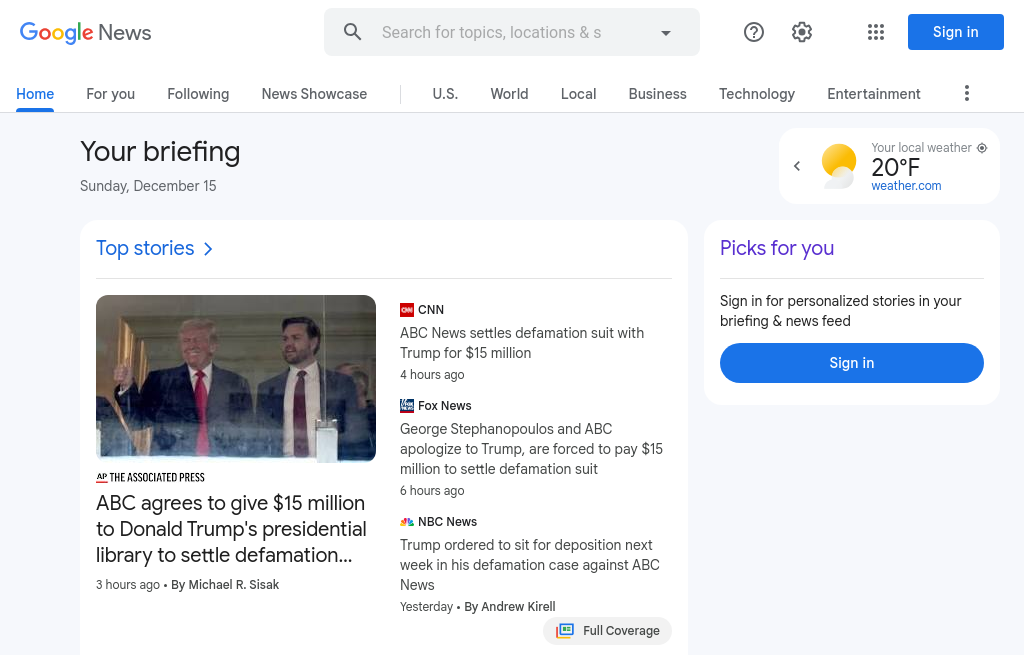 Google News
Search for topics, locations & s
Sign in
Home
For you
Following
News Showcase
U.S.
World
Local
Business
Technology
Entertainment
Your briefing
Sunday, December 15
Your local weather
20°F
weather.com
Top stories
THE ASSOCIATED PRESS
AP
ABC agrees to give $15 million
to Donald Trump's presidential
library to settle defamation...
3 hours ago • By Michael R. Sisak
CNN
CNN
ABC News settles defamation suit with
Trump for $15 million
4 hours ago
Fox News
George Stephanopoulos and ABC
apologize to Trump, are forced to pay $15
million to settle defamation suit
6 hours ago
NBC News
Trump ordered to sit for deposition next
week in his defamation case against ABC
News
Yesterday • By Andrew Kirell
Full Coverage
Picks for you
Sign in for personalized stories in your
briefing & news feed
Sign in